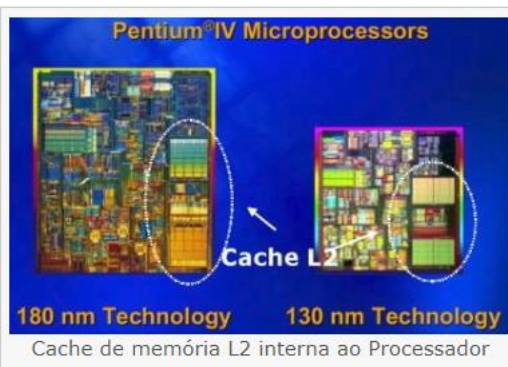 Pentium®IV Microprocessors
Cache L2
180 nm Technology
130 nm Technology
Cache de memória L2 interna ao Processador